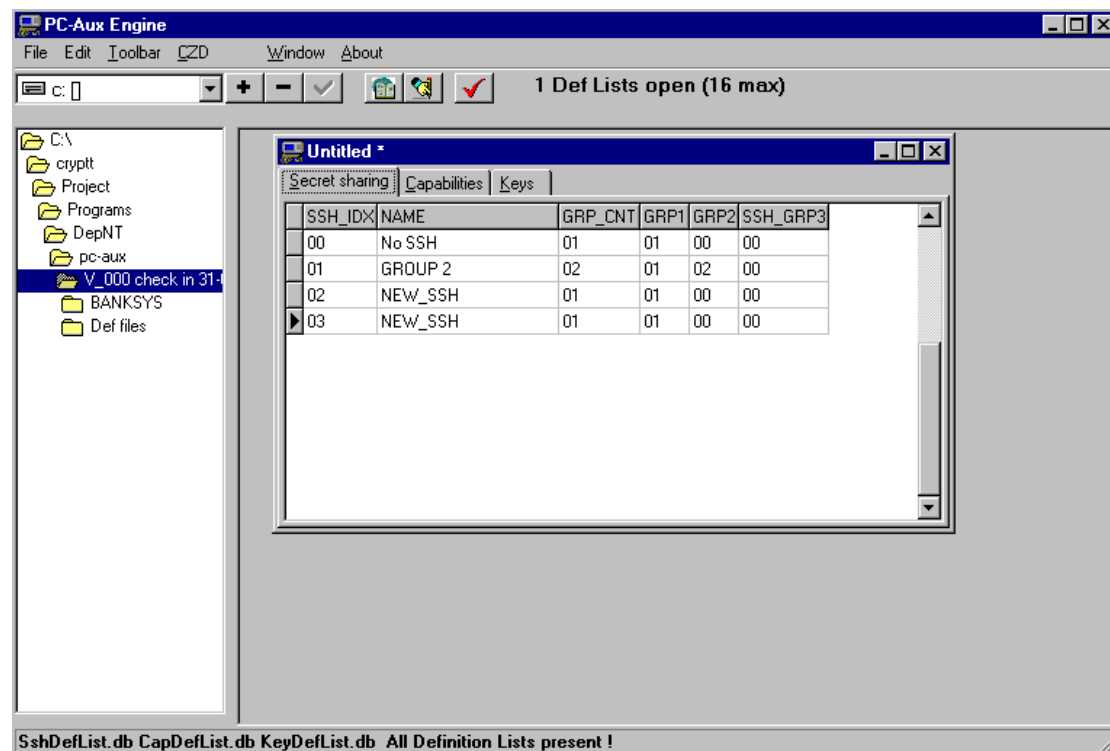 PC-Aux Engine
File Edit Toolbar CZD Window About
c: [] 1 Def Lists open (16 max)
C:\
cryptt
Project
Programs
DepNT
pc-aux
V_000 check in 31-
BANKSYS
Def files
Untitled *
Secret sharing Capabilities Keys
SSH_IDX NAME GRP_CNT GRP1 GRP2 SSH_GRP3
00 No SSH 01 01 00 00
01 GROUP 2 02 01 02 00
02 NEW_SSH 01 01 00 00
03 NEW_SSH 01 01 00 00
SshDefList.db CapDefList.db KeyDefList.db All Definition Lists present !